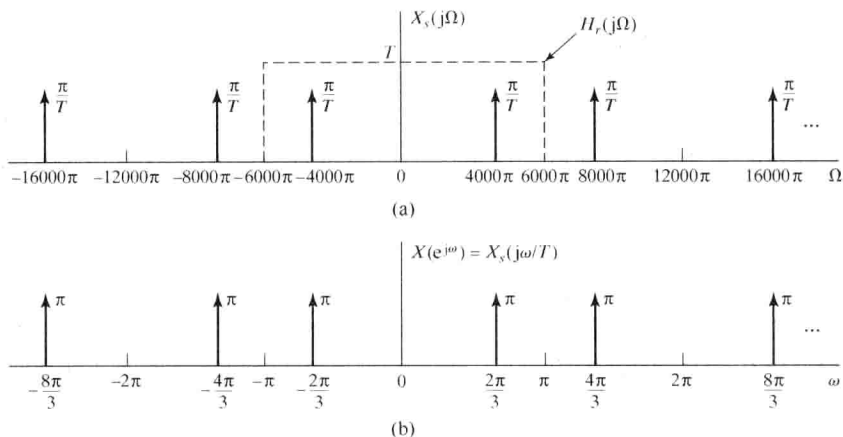 X_s(jΩ)
H_r(jΩ)
T
π/T π/T π/T π/T π/T π/T ...
−16000π −12000π −8000π −6000π −4000π 0 4000π 6000π 8000π 12000π 16000π Ω
(a)
X(e^jω) = X_s(jω/T)
π π π π π π ...
−8π/3 −2π −4π/3 −π −2π/3 0 2π/3 π 4π/3 2π 8π/3 ω
(b)